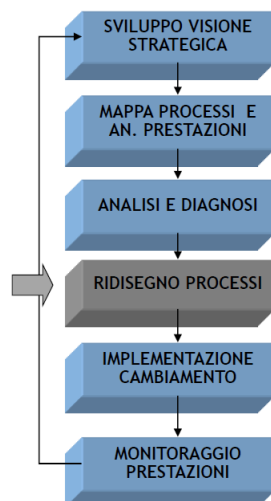 SVILUPPO VISIONE
STRATEGICA
MAPPA PROCESSI E
AN. PRESTAZIONI
ANALISI E DIAGNOSI
RIDISEGNO PROCESSI
IMPLEMENTAZIONE
CAMBIAMENTO
MONITORAGGIO
PRESTAZIONI